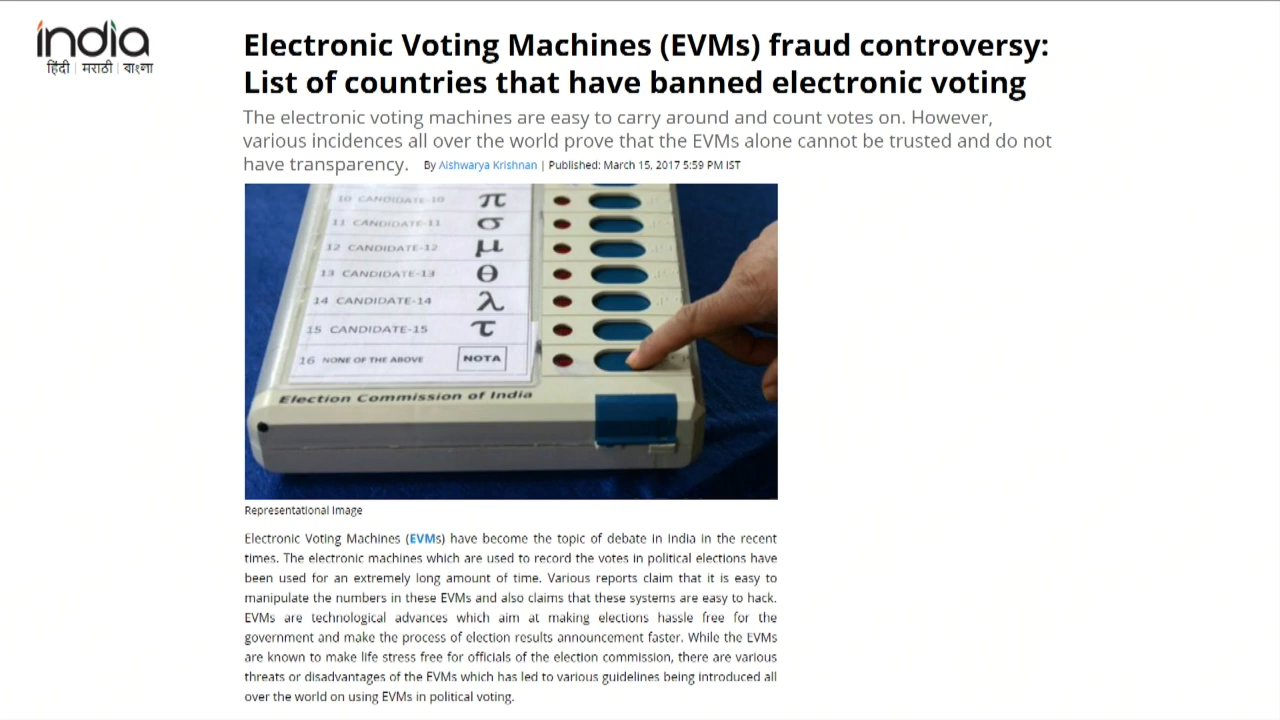 india
हिंदी | मराठी | বাংলা
Electronic Voting Machines (EVMs) fraud controversy:
List of countries that have banned electronic voting
The electronic voting machines are easy to carry around and count votes on. However,
various incidences all over the world prove that the EVMs alone cannot be trusted and do not
have transparency. By Aishwarya Krishnan | Published: March 15, 2017 5:59 PM IST
10 CANDIDATE-10 π
11 CANDIDATE-11 σ
12 CANDIDATE-12 μ
13 CANDIDATE-13 θ
14 CANDIDATE-14 λ
15 CANDIDATE-15 τ
16 NONE OF THE ABOVE NOTA
Election Commission of India
Representational Image
Electronic Voting Machines (EVMs) have become the topic of debate in India in the recent
times. The electronic machines which are used to record the votes in political elections have
been used for an extremely long amount of time. Various reports claim that it is easy to
manipulate the numbers in these EVMs and also claims that these systems are easy to hack.
EVMs are technological advances which aim at making elections hassle free for the
government and make the process of election results announcement faster. While the EVMs
are known to make life stress free for officials of the election commission, there are various
threats or disadvantages of the EVMs which has led to various guidelines being introduced all
over the world on using EVMs in political voting.